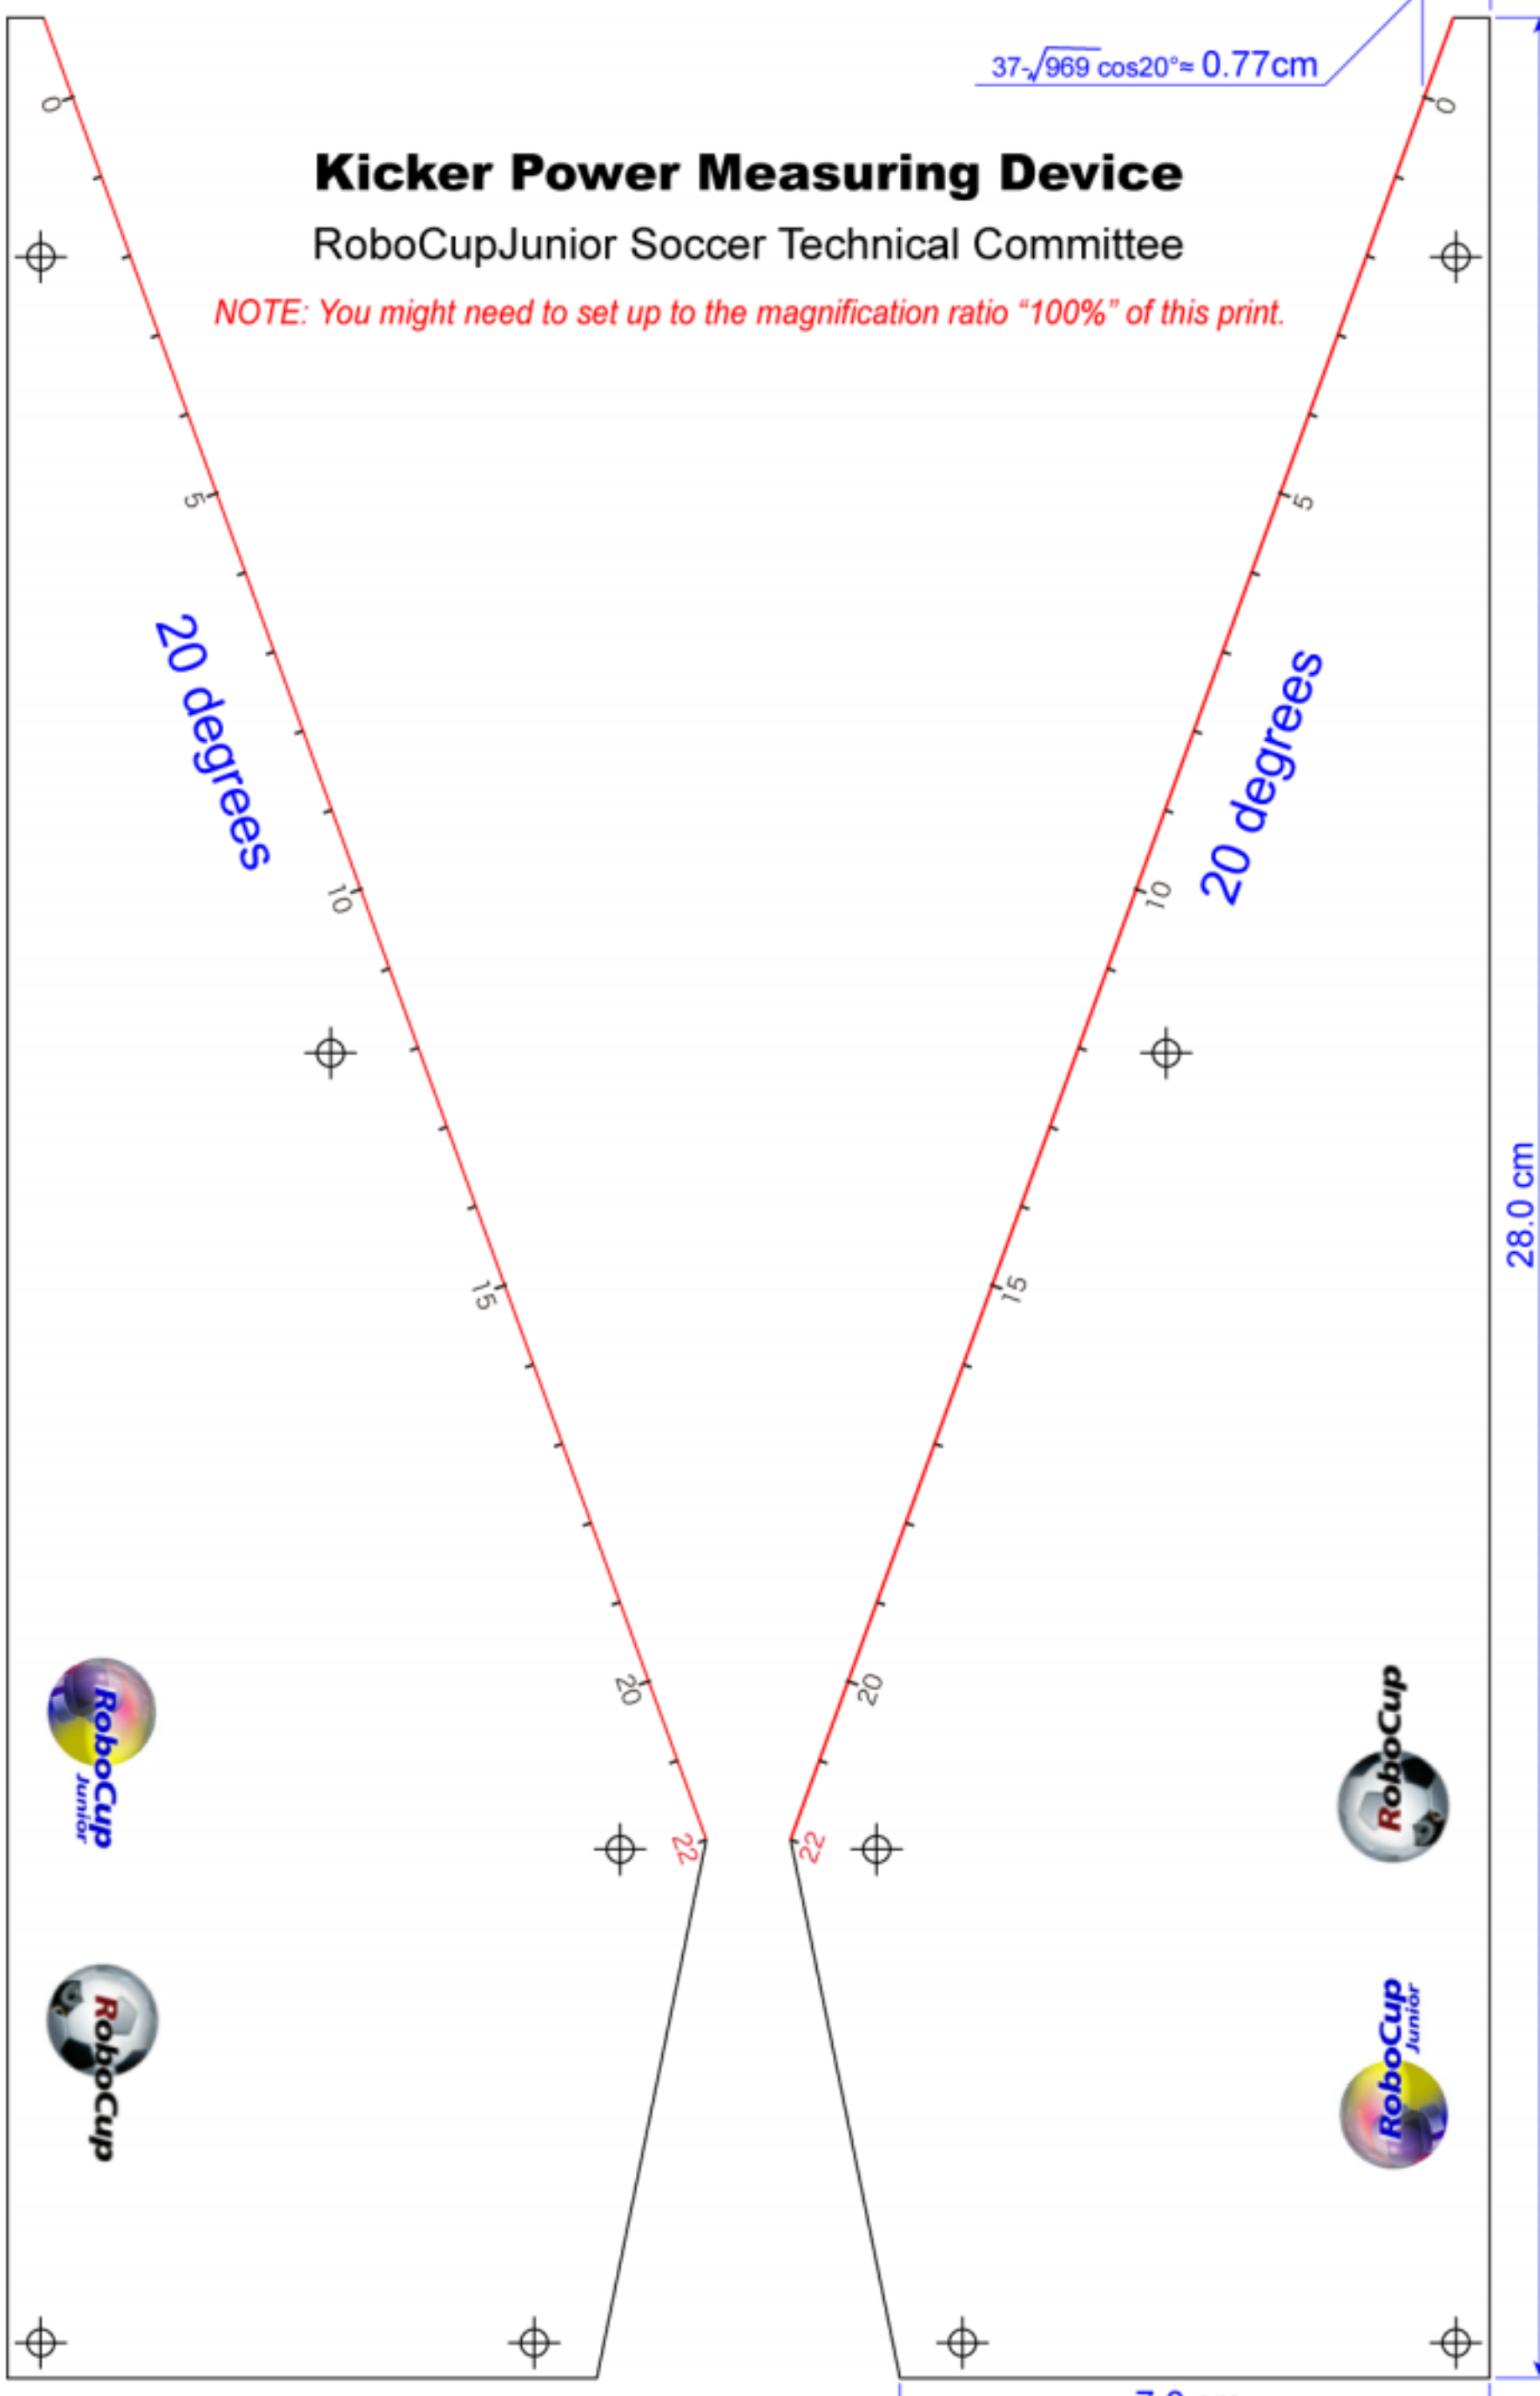 37-√969 cos20°≈ 0.77cm
0
0
Kicker Power Measuring Device
RoboCupJunior Soccer Technical Committee
NOTE: You might need to set up to the magnification ratio “100%” of this print.
5
5
20 degrees
20 degrees
10
10
28.0 cm
15
15
20
20
RoboCup
Junior
RoboCup
22
22
RoboCup
RoboCup
Junior